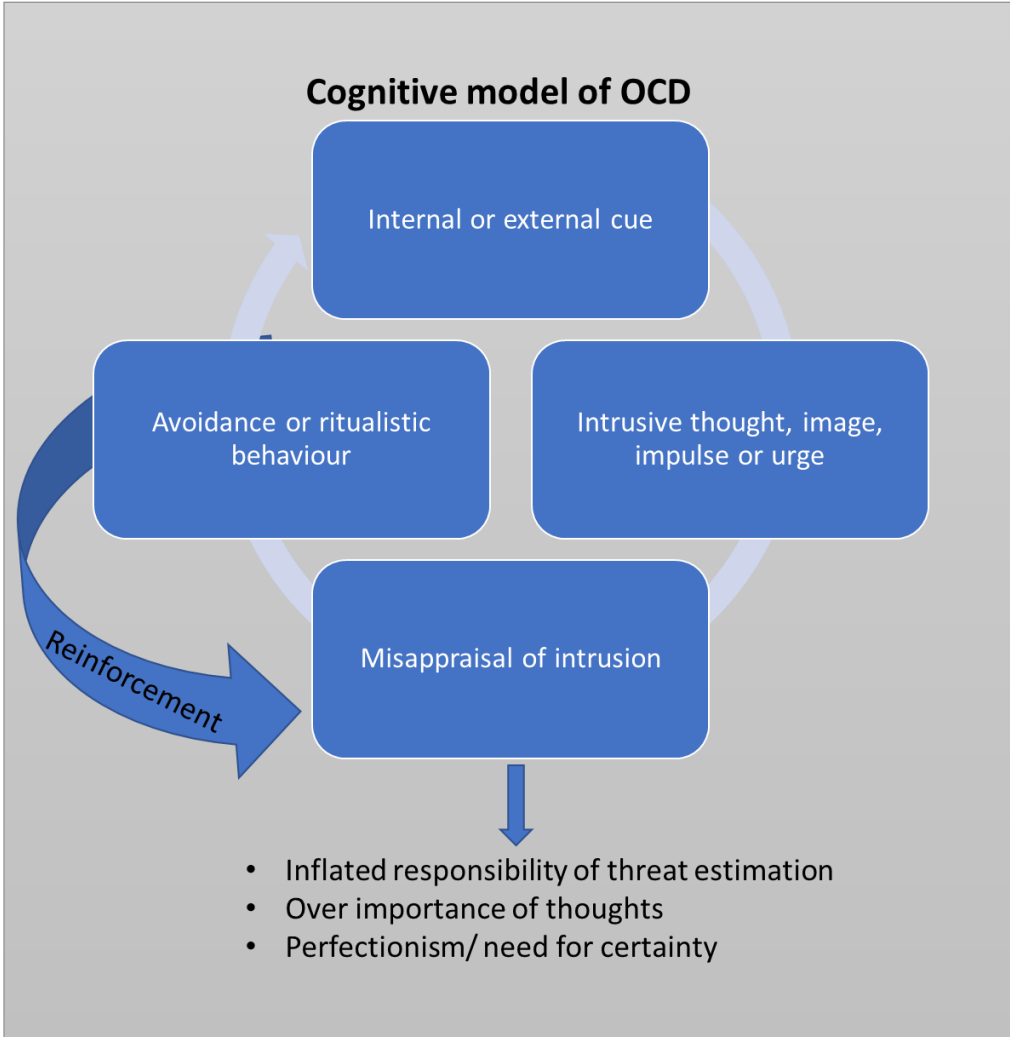 Cognitive model of OCD
Internal or external cue
Avoidance or ritualistic
behaviour
Intrusive thought, image,
impulse or urge
Misappraisal of intrusion
Reinforcement
• Inflated responsibility of threat estimation
• Over importance of thoughts
• Perfectionism/ need for certainty